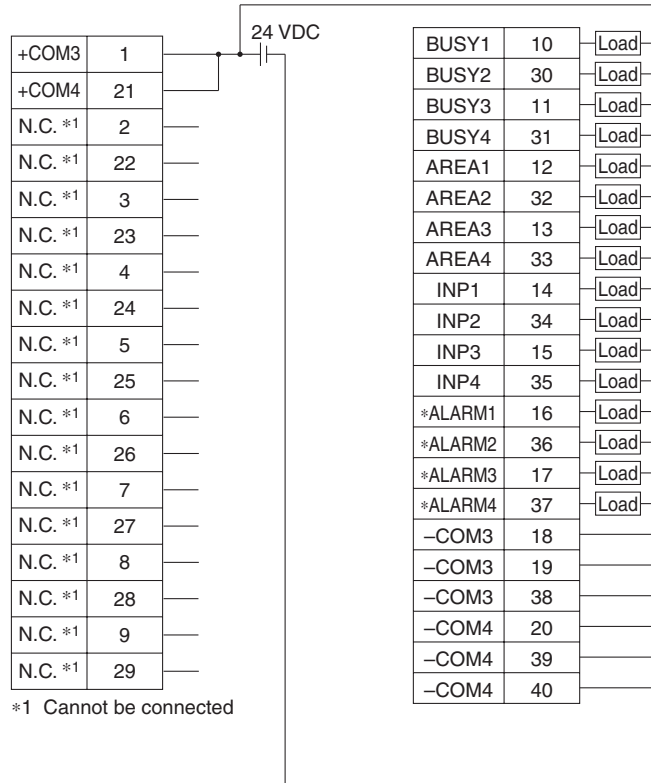 24 VDC
+COM3 1
+COM4 21
N.C. *1 2
N.C. *1 22
N.C. *1 3
N.C. *1 23
N.C. *1 4
N.C. *1 24
N.C. *1 5
N.C. *1 25
N.C. *1 6
N.C. *1 26
N.C. *1 7
N.C. *1 27
N.C. *1 8
N.C. *1 28
N.C. *1 9
N.C. *1 29
*1 Cannot be connected
BUSY1 10 Load
BUSY2 30 Load
BUSY3 11 Load
BUSY4 31 Load
AREA1 12 Load
AREA2 32 Load
AREA3 13 Load
AREA4 33 Load
INP1 14 Load
INP2 34 Load
INP3 15 Load
INP4 35 Load
*ALARM1 16 Load
*ALARM2 36 Load
*ALARM3 17 Load
*ALARM4 37 Load
–COM3 18
–COM3 19
–COM3 38
–COM4 20
–COM4 39
–COM4 40